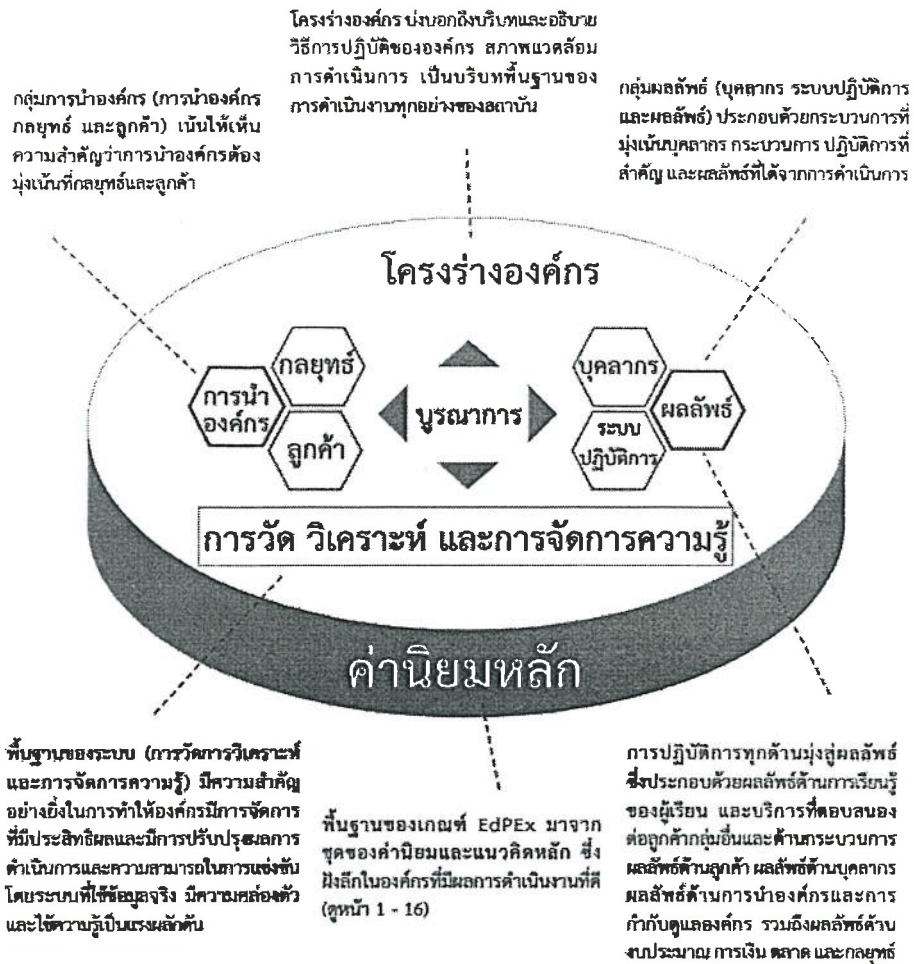 โครงร่างองค์กร บ่งบอกถึงบริบทและอธิบาย
วิธีการปฏิบัติขององค์กร สภาพแวดล้อม
การดำเนินการ เป็นบริบทพื้นฐานของ
การดำเนินงานทุกอย่างของสถาบัน
กลุ่มการนำองค์กร (การนำองค์กร
กลยุทธ์ และลูกค้า) เน้นให้เห็น
ความสำคัญว่าการนำองค์กรต้อง
มุ่งเน้นที่กลยุทธ์และลูกค้า
กลุ่มผลลัพธ์ (บุคลากร ระบบปฏิบัติการ
และผลลัพธ์) ประกอบด้วยกระบวนการที่
มุ่งเน้นบุคลากร กระบวนการ ปฏิบัติการที่
สำคัญ และผลลัพธ์ที่ได้จากการดำเนินการ
โครงร่างองค์กร
กลยุทธ์
การนำ
องค์กร
ลูกค้า
บูรณาการ
บุคลากร
ผลลัพธ์
ระบบ
ปฏิบัติการ
การวัด วิเคราะห์ และการจัดการความรู้
ค่านิยมหลัก
พื้นฐานของระบบ (การวัดการวิเคราะห์
และการจัดการความรู้) มีความสำคัญ
อย่างยิ่งในการทำให้องค์กรมีการจัดการ
ที่มีประสิทธิผลและมีการปรับปรุงผลการ
ดำเนินการและความสามารถในการแข่งขัน
โดยระบบที่ใช้ข้อมูลจริง มีความคล่องตัว
และใช้ความรู้เป็นแรงผลักดัน
พื้นฐานของเกณฑ์ EdPEx มาจาก
ชุดของค่านิยมและแนวคิดหลัก ซึ่ง
ฝังลึกในองค์กรที่มีผลการดำเนินงานที่ดี
(ดูหน้า 1 - 16)
การปฏิบัติการทุกด้านมุ่งสู่ผลลัพธ์
ซึ่งประกอบด้วยผลลัพธ์ด้านการเรียนรู้
ของผู้เรียน และบริการที่ตอบสนอง
ต่อลูกค้ากลุ่มอื่นและด้านกระบวนการ
ผลลัพธ์ด้านลูกค้า ผลลัพธ์ด้านบุคลากร
ผลลัพธ์ด้านการนำองค์กรและการ
กำกับดูแลองค์กร รวมถึงผลลัพธ์ด้าน
งบประมาณ การเงิน ตลาด และกลยุทธ์